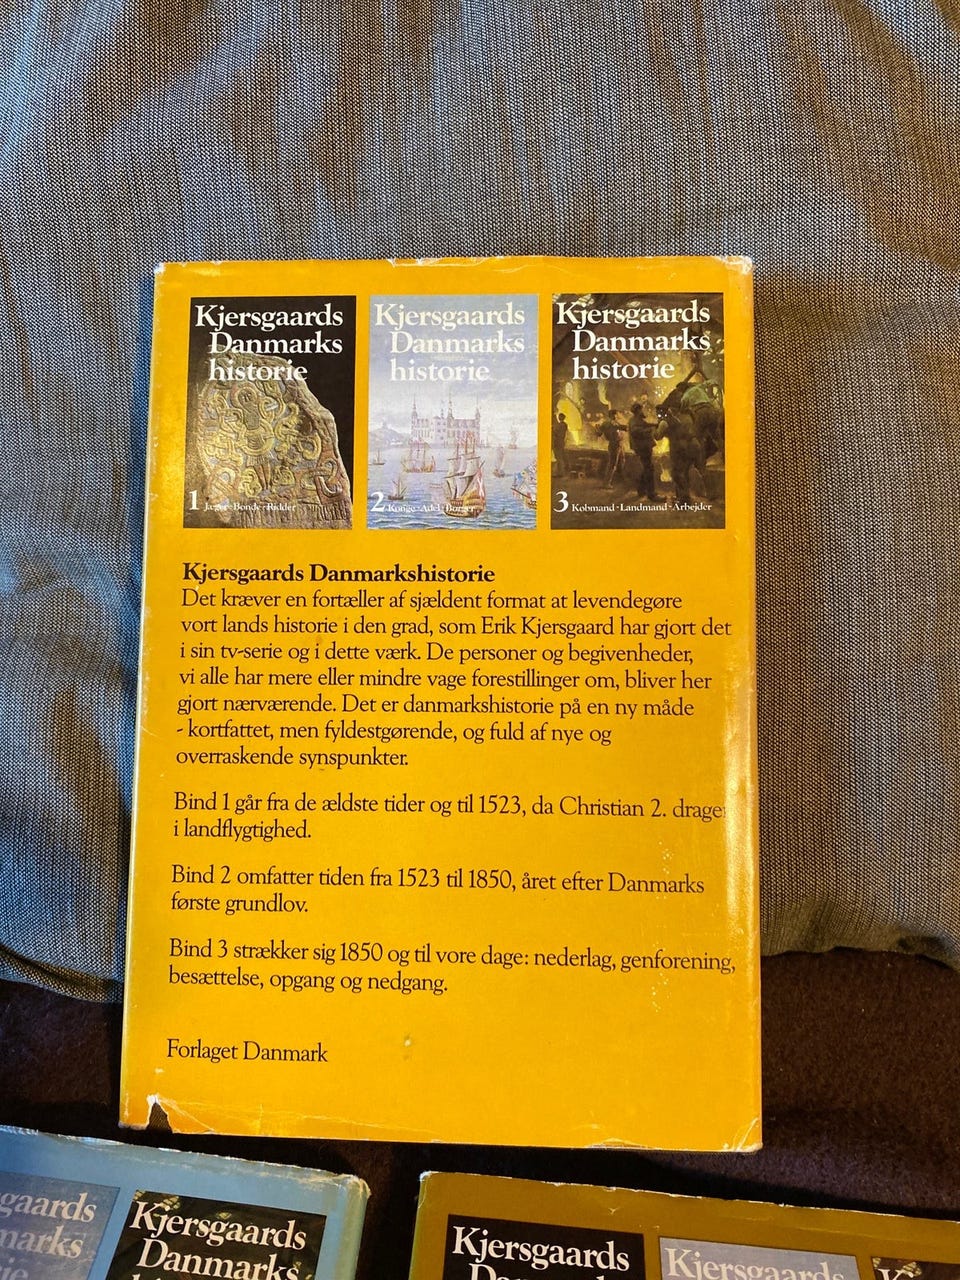 Kjersgaards
Danmarks
historie
1 Jæger · Bonde · Ridder
Kjersgaards
Danmarks
historie
2 Konge · Adel · Borger
Kjersgaards
Danmarks
historie
3 Købmand · Landmand · Arbejder
Kjersgaards Danmarkshistorie
Det kræver en fortæller af sjældent format at levendegøre
vort lands historie i den grad, som Erik Kjersgaard har gjort det
i sin tv-serie og i dette værk. De personer og begivenheder,
vi alle har mere eller mindre vage forestillinger om, bliver her
gjort nærværende. Det er danmarkshistorie på en ny måde
- kortfattet, men fyldestgørende, og fuld af nye og
overraskende synspunkter.
Bind 1 går fra de ældste tider og til 1523, da Christian 2. drager
i landflygtighed.
Bind 2 omfatter tiden fra 1523 til 1850, året efter Danmarks
første grundlov.
Bind 3 strækker sig 1850 og til vore dage: nederlag, genforening,
besættelse, opgang og nedgang.
Forlaget Danmark
gaards
marks
Kjersgaards
Danmarks
Kjersgaards
Kjersgaards